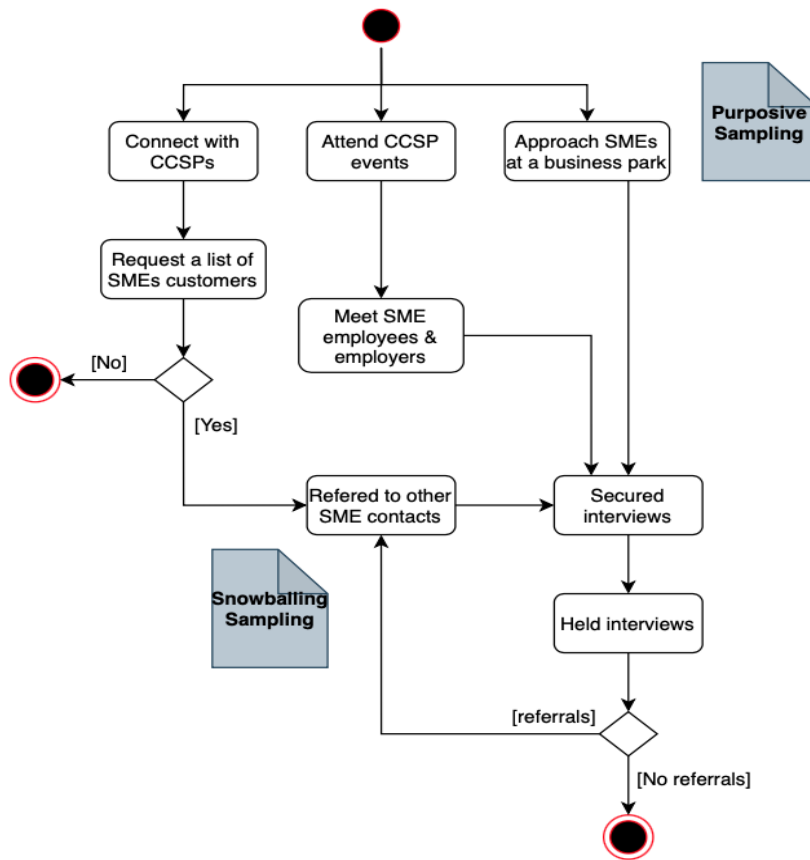 Connect with
CCSPs
Attend CCSP
events
Approach SMEs
at a business park
Purposive
Sampling
Request a list of
SMEs customers
Meet SME
employees &
employers
[No]
[Yes]
Refered to other
SME contacts
Secured
interviews
Snowballing
Sampling
Held interviews
[referrals]
[No referrals]